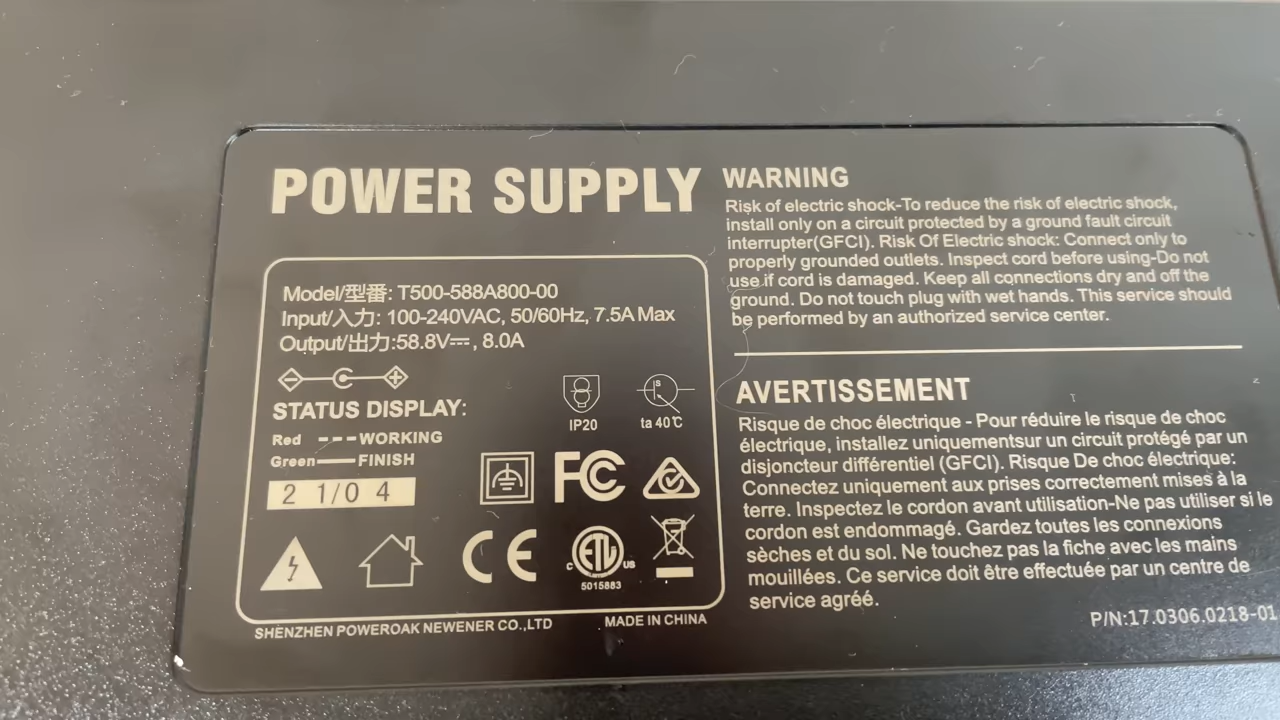 POWER SUPPLY
Model/型番: T500-588A800-00
Input/入力: 100-240VAC, 50/60Hz, 7.5A Max
Output/出力:58.8V⎓, 8.0A
STATUS DISPLAY:
Red ---WORKING
Green—FINISH
2 1/0 4
IP20
S
ta 40℃
FC
CE
c ETL US
5015883
SHENZHEN POWEROAK NEWENER CO.,LTD
MADE IN CHINA
WARNING
Risk of electric shock-To reduce the risk of electric shock,
install only on a circuit protected by a ground fault circuit
interrupter(GFCI). Risk Of Electric shock: Connect only to
properly grounded outlets. Inspect cord before using-Do not
use if cord is damaged. Keep all connections dry and off the
ground. Do not touch plug with wet hands. This service should
be performed by an authorized service center.
AVERTISSEMENT
Risque de choc électrique - Pour réduire le risque de choc
électrique, installez uniquementsur un circuit protégé par un
disjoncteur différentiel (GFCI). Risque De choc électrique:
Connectez uniquement aux prises correctement mises à la
terre. Inspectez le cordon avant utilisation-Ne pas utiliser si le
cordon est endommagé. Gardez toutes les connexions
sèches et du sol. Ne touchez pas la fiche avec les mains
mouillées. Ce service doit être effectuée par un centre de
service agréé.
P/N:17.0306.0218-01